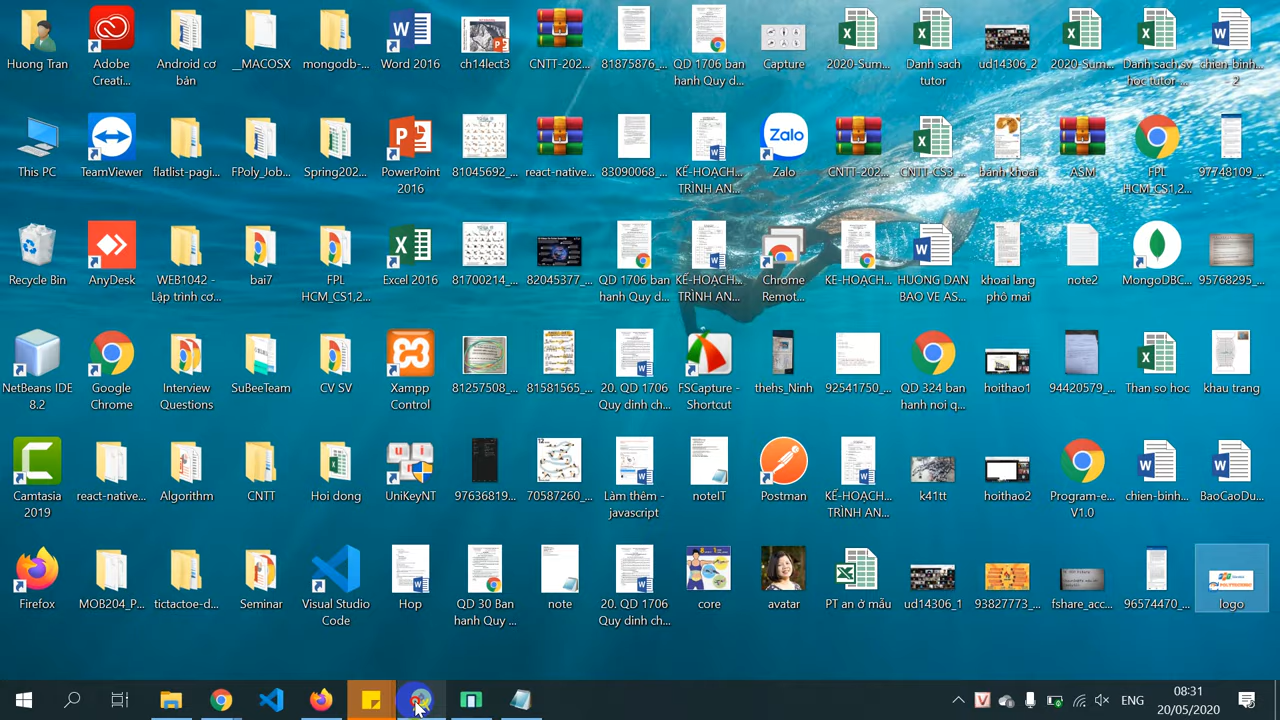 Huong Tran
Adobe
Creati...
Android cơ
bản
__MACOSX
mongodb-...
Word 2016
ch14lect3
CNTT-202...
81875876_...
QD 1706 ban
hanh Quy d...
Capture
2020-Sum...
Danh sach
tutor
ud14306_2
2020-Sum...
Danh sach sv
hoc tutor ...
chien-binh...
2
This PC
TeamViewer
flatlist-pagi...
FPoly_Job...
Spring202...
PowerPoint
2016
81045692_...
react-native...
83090068_...
KẾ-HOẠCH...
TRÌNH AN...
Zalo
Zalo
CNTT-202...
CNTT-CS3_...
banh khoai
ASM
FPL
HCM_CS1,2...
97748109_...
Recycle Bin
AnyDesk
WEB1042 -
Lập trình cơ...
bai7
FPL
HCM_CS1,2...
Excel 2016
81700214_...
82045377_...
QD 1706 ban
hanh Quy d...
KẾ-HOẠCH...
TRÌNH AN...
Chrome
Remot...
KE-HOACH...
HUONG DAN
BAO VE AS...
khoai lang
phô mai
note2
MongoDBC...
95768295_...
NetBeans IDE
8.2
Google
Chrome
Interview
Questions
SuBeeTeam
CV SV
Xampp
Control
81257508_...
81581565_...
20. QD 1706
Quy dinh ch...
FSCapture -
Shortcut
thehs_Ninh
92541750_...
QD 324 ban
hanh noi q...
hoithao1
94420579_...
Than so hoc
khau trang
Camtasia
2019
react-native...
Algorithm
CNTT
Hoi dong
UniKeyNT
97636819...
70587260_...
Làm thêm -
javascript
noteIT
Postman
KẾ-HOẠCH...
TRÌNH AN...
k41tt
hoithao2
Program-e...
V1.0
chien-binh...
BaoCaoDu...
Firefox
MOB204_P...
tictactoe-d...
Seminar
Visual Studio
Code
Hop
QD 30 Ban
hanh Quy ...
note
20. QD 1706
Quy dinh ch...
core
avatar
PT an ở mẫu
ud14306_1
93827773_...
fshare_acc...
96574470_...
logo
ENG
08:31
20/05/2020